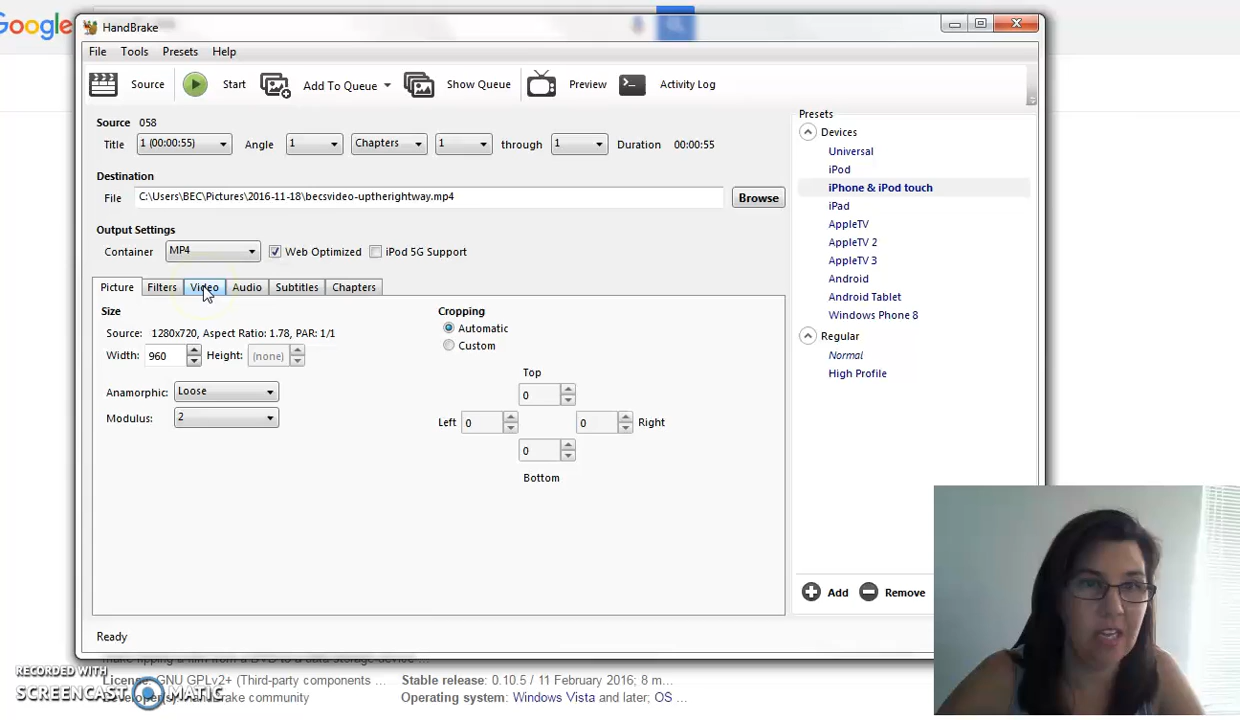 Google
HandBrake
File Tools Presets Help
Source Start Add To Queue Show Queue Preview Activity Log
Source 058
Title 1 (00:00:55) Angle 1 Chapters 1 through 1 Duration 00:00:55
Destination
File C:\Users\BEC\Pictures\2016-11-18\becsvideo-uptherightway.mp4 Browse
Output Settings
Container MP4 Web Optimized iPod 5G Support
Picture Filters Video Audio Subtitles Chapters
Size
Source: 1280x720, Aspect Ratio: 1.78, PAR: 1/1
Width: 960 Height: (none)
Anamorphic: Loose
Modulus: 2
Cropping
Automatic
Custom
Top
0
Left 0 0 Right
0
Bottom
Presets
Devices
Universal
iPod
iPhone & iPod touch
iPad
AppleTV
AppleTV 2
AppleTV 3
Android
Android Tablet
Windows Phone 8
Regular
Normal
High Profile
Add Remove
Ready
License: GNU GPLv2+ (Third-party components ...
HandBrake community
Stable release: 0.10.5 / 11 February 2016; 8 m...
Operating system: Windows Vista and later; OS ...
RECORDED WITH
SCREENCAST MATIC